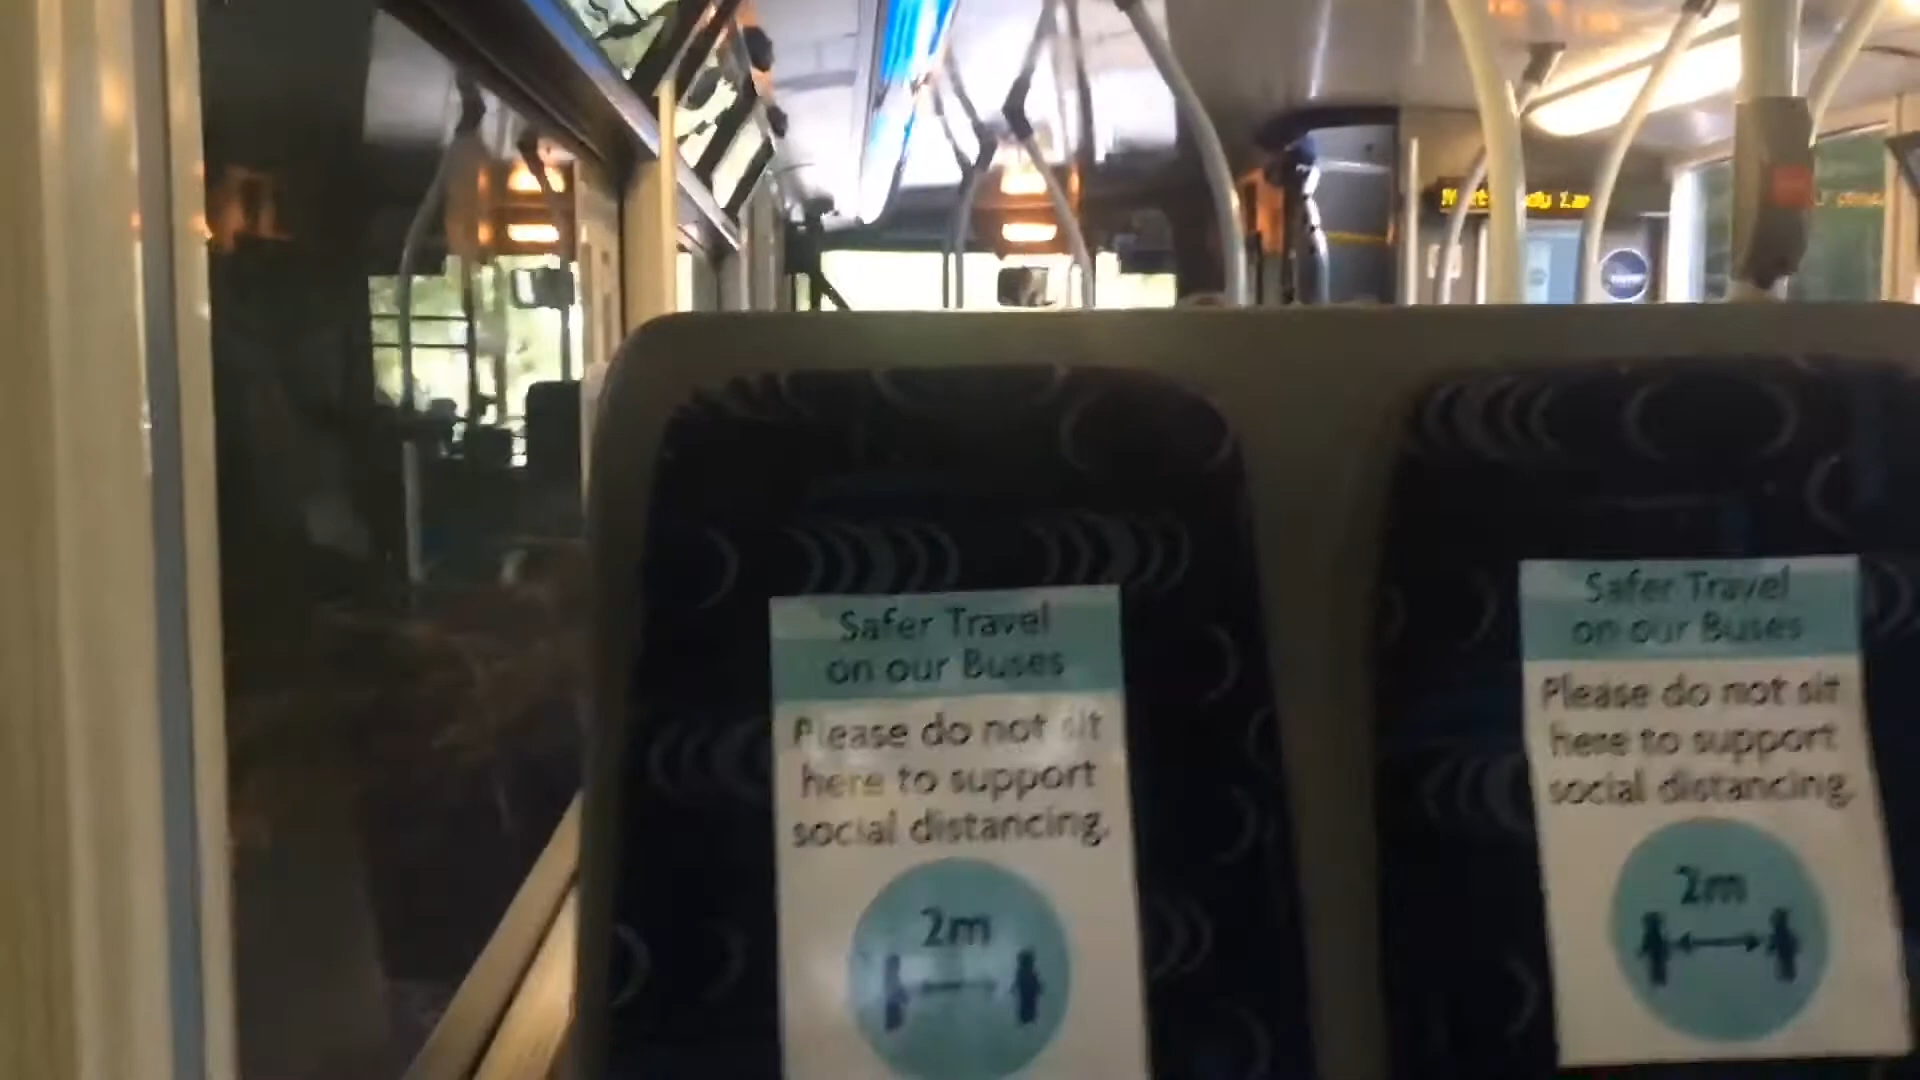 Safer Travel
on our Buses
Please do not sit
here to support
social distancing.
2m
Safer Travel
on our Buses
Please do not sit
here to support
social distancing.
2m